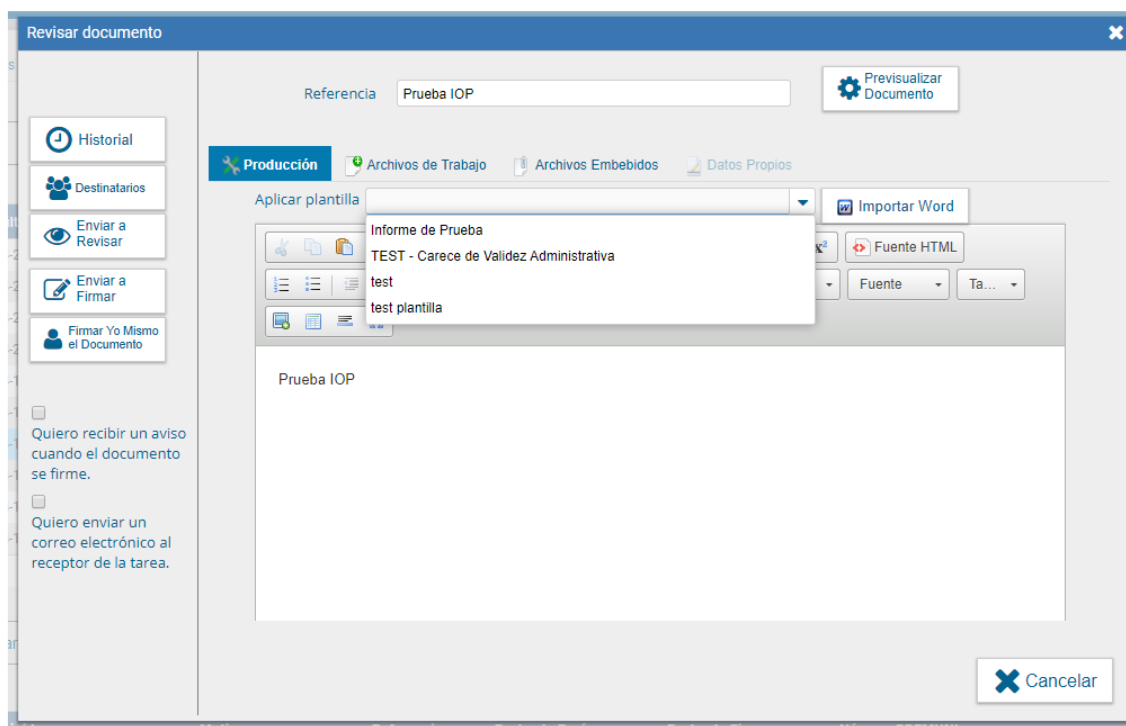 Revisar documento
Referencia
Prueba IOP
Previsualizar
Documento
Historial
Destinatarios
Enviar a
Revisar
Enviar a
Firmar
Firmar Yo Mismo
el Documento
Quiero recibir un aviso
cuando el documento
se firme.
Quiero enviar un
correo electrónico al
receptor de la tarea.
Producción
Archivos de Trabajo
Archivos Embebidos
Datos Propios
Aplicar plantilla
Importar Word
Informe de Prueba
TEST - Carece de Validez Administrativa
test
test plantilla
x²
Fuente HTML
Fuente
Ta...
Prueba IOP
Cancelar